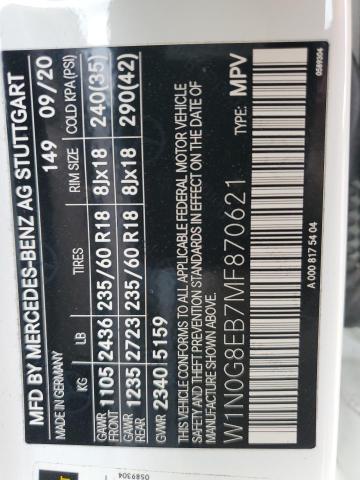 MFD BY MERCEDES-BENZ AG STUTTGART
MADE IN GERMANY 149 09/20
KG LB TIRES RIM SIZE COLD KPA(PSI)
GAWR FRONT 1105 2436 235/60 R18 8Jx18 240(35)
GAWR REAR 1235 2723 235/60 R18 8Jx18 290(42)
GVWR 2340 5159
THIS VEHICLE CONFORMS TO ALL APPLICABLE FEDERAL MOTOR VEHICLE
SAFETY AND THEFT PREVENTION STANDARDS IN EFFECT ON THE DATE OF
MANUFACTURE SHOWN ABOVE.
TYPE: MPV
W1N0G8EB7MF870621
A 000 817 54 04
0589304
0589304